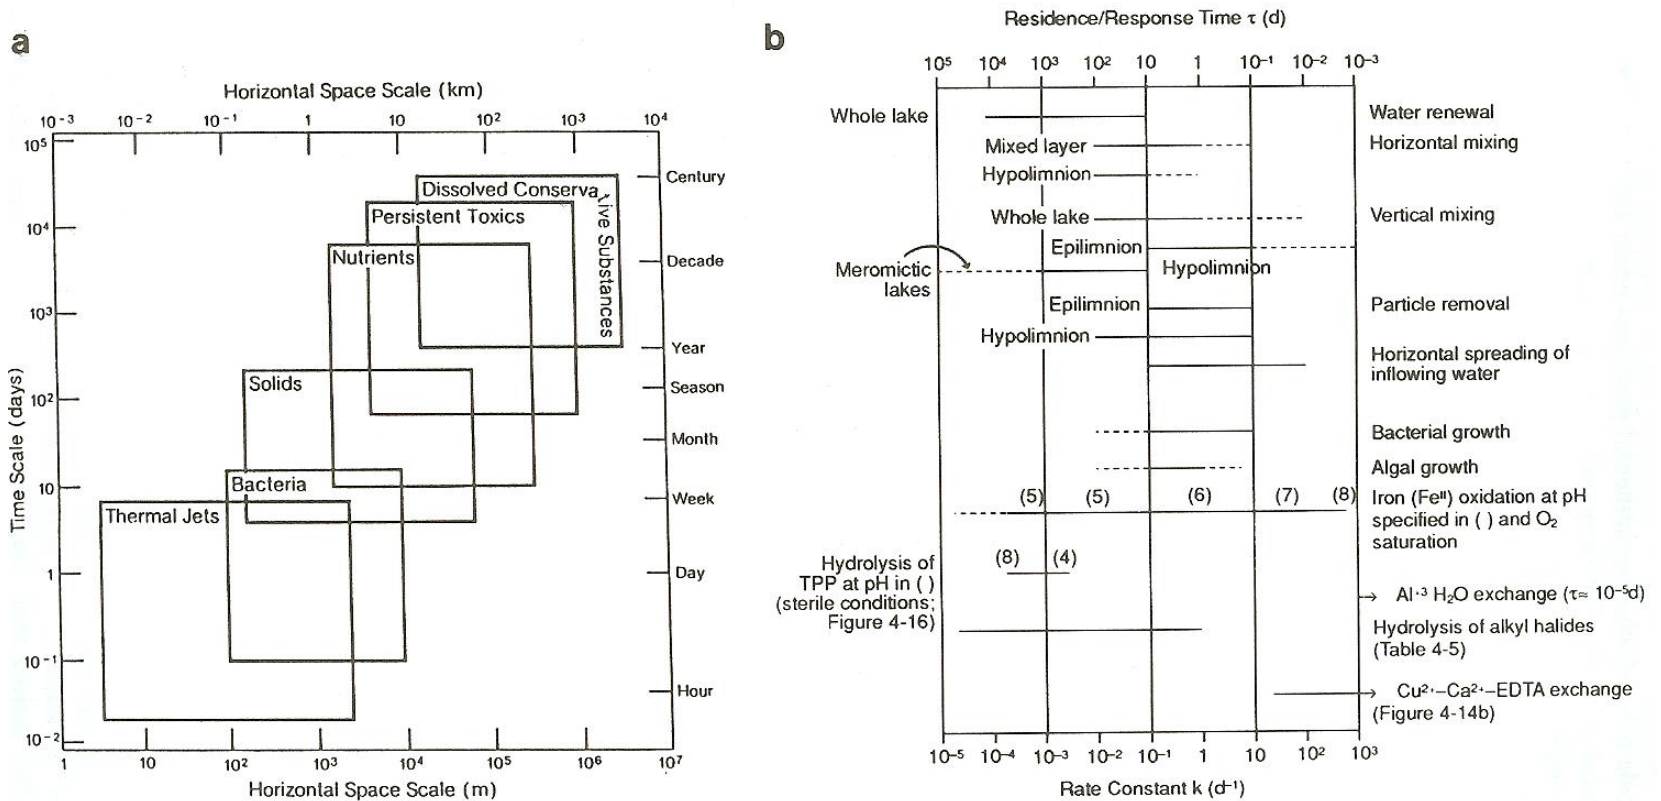 a
Horizontal Space Scale (km)
10⁻³ 10⁻² 10⁻¹ 1 10 10² 10³ 10⁴
10⁵
10⁴
10³
10²
10
1
10⁻¹
10⁻²
Time Scale (days)
Dissolved Conservative Substances
Persistent Toxics
Nutrients
Solids
Bacteria
Thermal Jets
Century
Decade
Year
Season
Month
Week
Day
Hour
1 10 10² 10³ 10⁴ 10⁵ 10⁶ 10⁷
Horizontal Space Scale (m)
b
Residence/Response Time τ (d)
10⁵ 10⁴ 10³ 10² 10 1 10⁻¹ 10⁻² 10⁻³
Whole lake
Water renewal
Mixed layer
Horizontal mixing
Hypolimnion
Whole lake
Vertical mixing
Epilimnion
Meromictic
lakes
Hypolimnion
Epilimnion
Particle removal
Hypolimnion
Horizontal spreading of
inflowing water
Bacterial growth
Algal growth
(5) (5) (6) (7) (8)
Iron (Feᴵᴵ) oxidation at pH
specified in ( ) and O₂
saturation
Hydrolysis of
TPP at pH in ( )
(sterile conditions;
Figure 4-16)
(8) (4)
Al·³ H₂O exchange (τ≈ 10⁻⁵d)
Hydrolysis of alkyl halides
(Table 4-5)
Cu²⁺–Ca²⁺–EDTA exchange
(Figure 4-14b)
10⁻⁵ 10⁻⁴ 10⁻³ 10⁻² 10⁻¹ 1 10 10² 10³
Rate Constant k (d⁻¹)